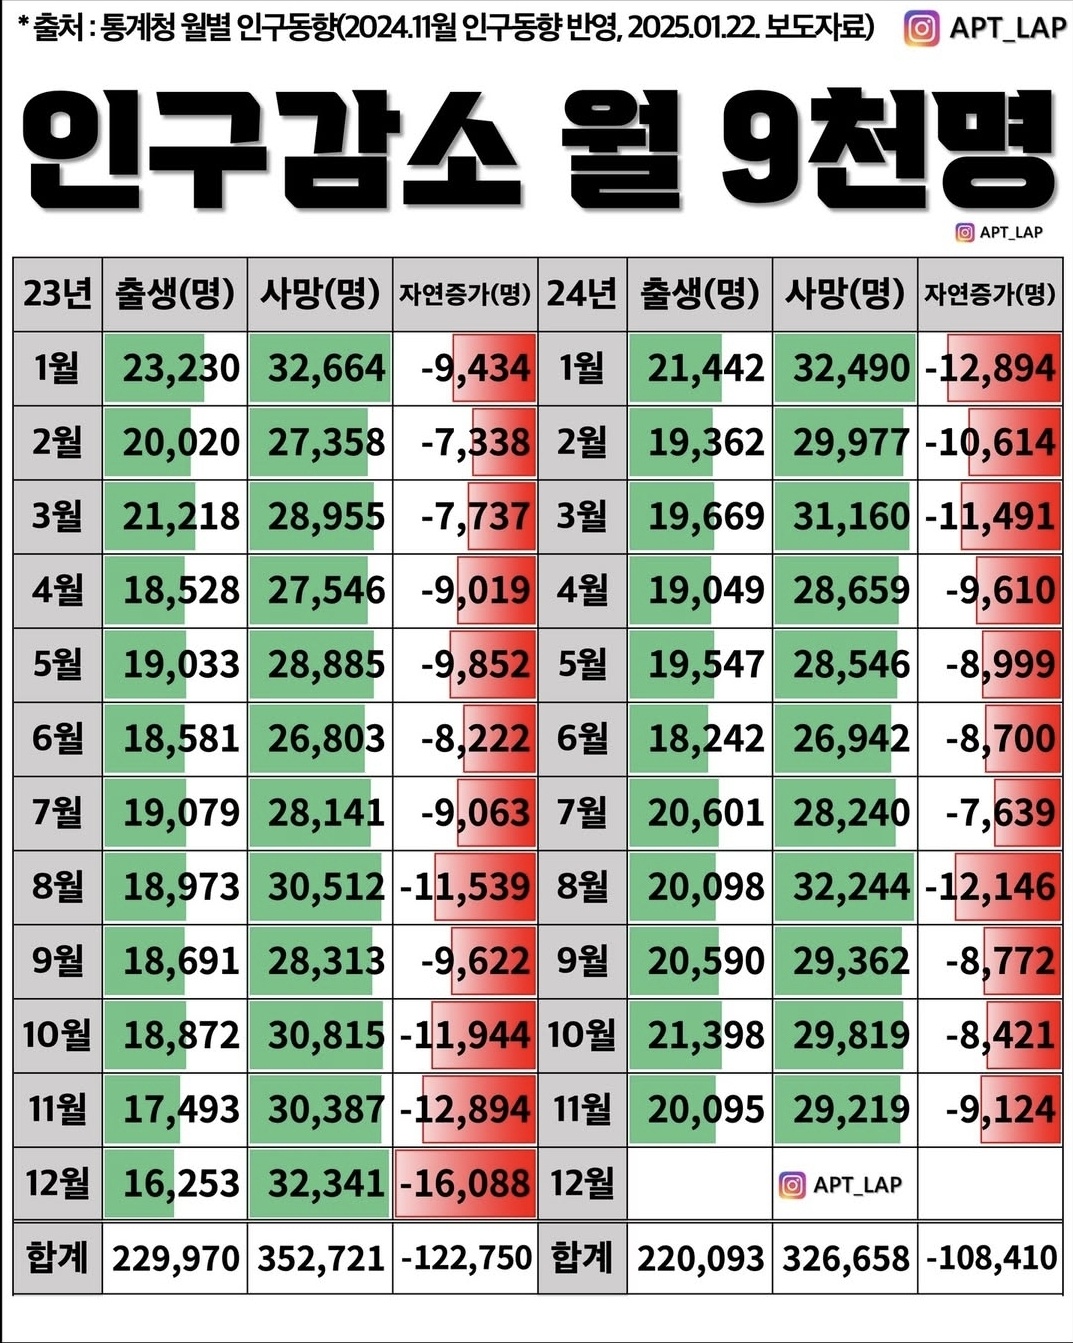 * 출처 : 통계청 월별 인구동향(2024.11월 인구동향 반영, 2025.01.22. 보도자료) APT_LAP
인구감소 월 9천명
APT_LAP
23년 출생(명) 사망(명) 자연증가(명) 24년 출생(명) 사망(명) 자연증가(명)
1월 23,230 32,664 -9,434 1월 21,442 32,490 -12,894
2월 20,020 27,358 -7,338 2월 19,362 29,977 -10,614
3월 21,218 28,955 -7,737 3월 19,669 31,160 -11,491
4월 18,528 27,546 -9,019 4월 19,049 28,659 -9,610
5월 19,033 28,885 -9,852 5월 19,547 28,546 -8,999
6월 18,581 26,803 -8,222 6월 18,242 26,942 -8,700
7월 19,079 28,141 -9,063 7월 20,601 28,240 -7,639
8월 18,973 30,512 -11,539 8월 20,098 32,244 -12,146
9월 18,691 28,313 -9,622 9월 20,590 29,362 -8,772
10월 18,872 30,815 -11,944 10월 21,398 29,819 -8,421
11월 17,493 30,387 -12,894 11월 20,095 29,219 -9,124
12월 16,253 32,341 -16,088 12월 APT_LAP
합계 229,970 352,721 -122,750 합계 220,093 326,658 -108,410